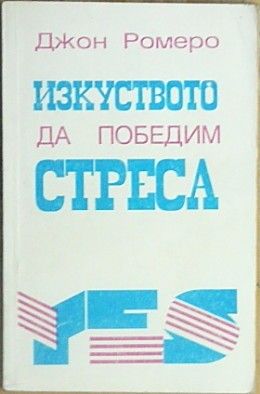 Джон Ромеро
ИЗКУСТВОТО
ДА ПОБЕДИМ
СТРЕСА
YES